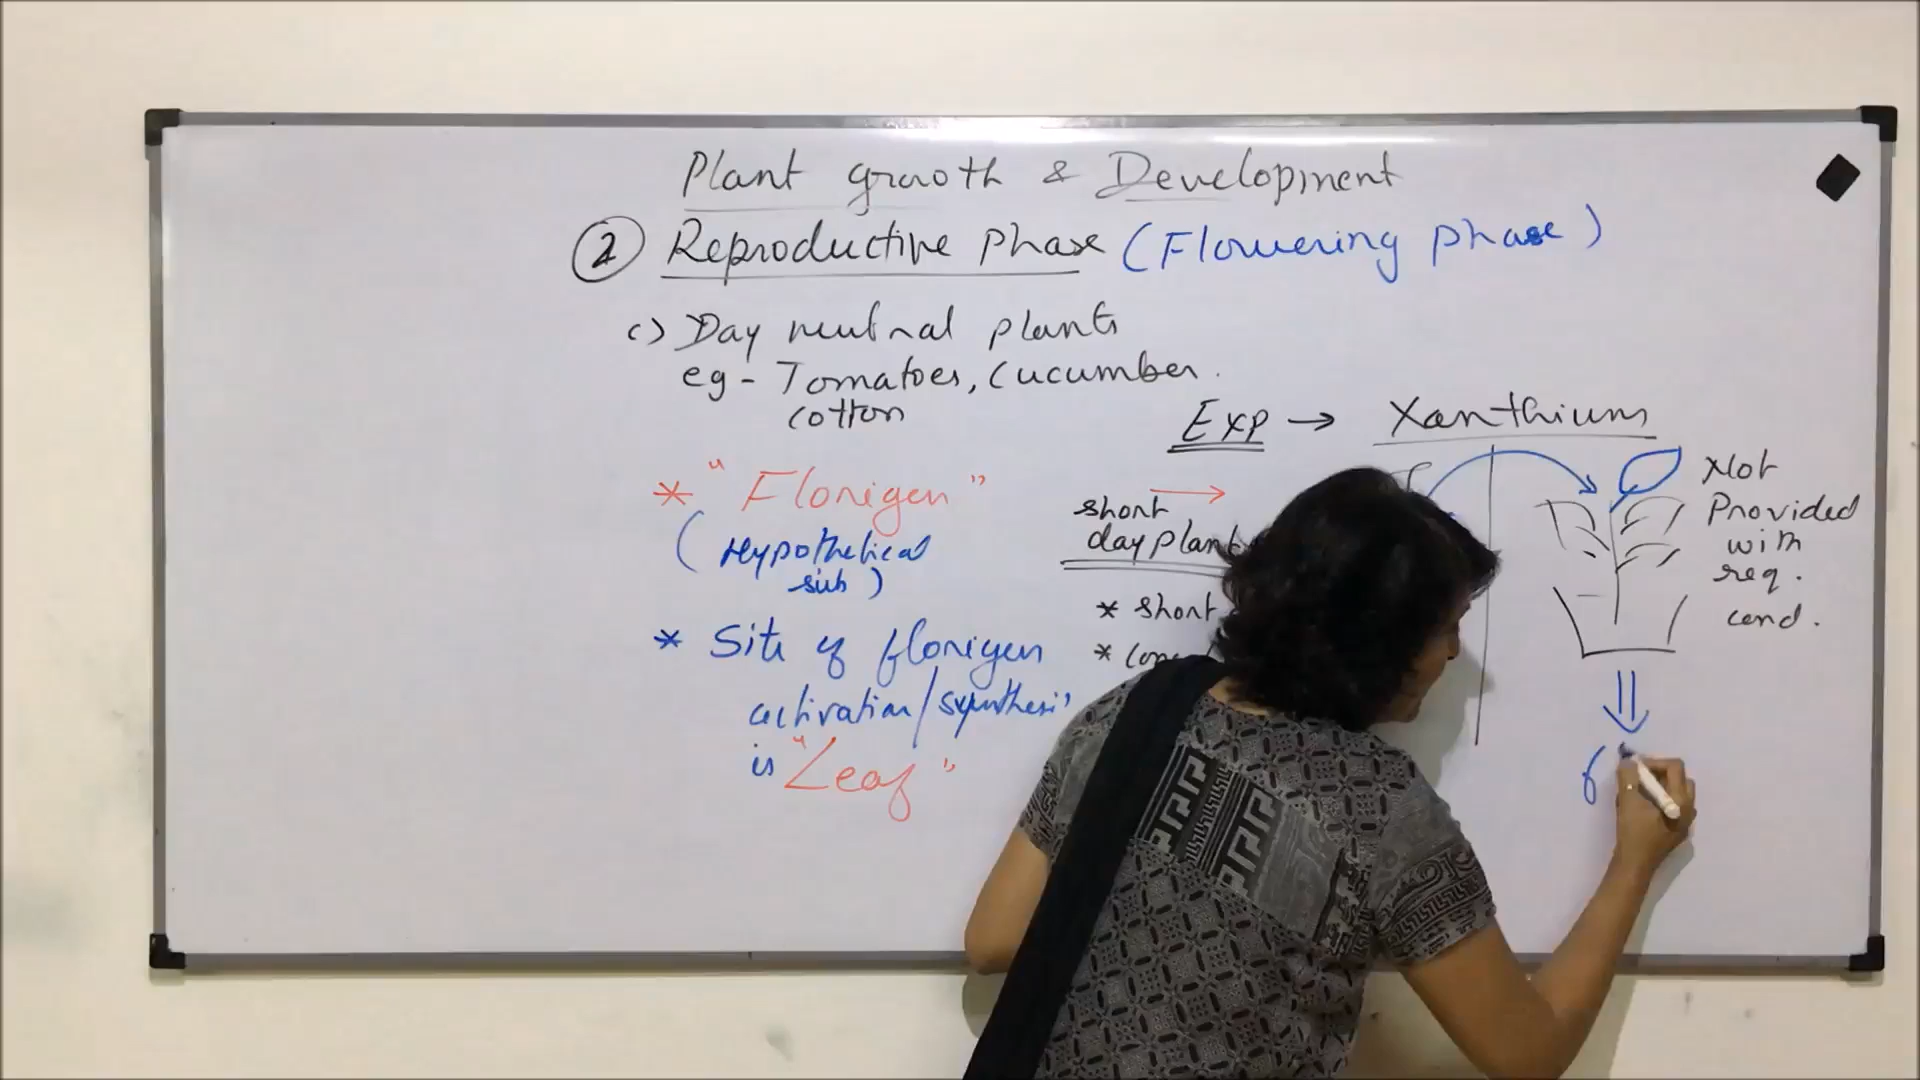 Plant growth & Development
2 Reproductive Phase (Flowering phase)
c) Day neutral plants
eg - Tomatoes, Cucumber.
cotton
* "Florigen"
(Hypothetical
sub)
* Site of florigen
activation/synthesis
is "Leaf"
Exp → Xanthium
short
day plant
* short
Not
Provided
with
req.
cond.